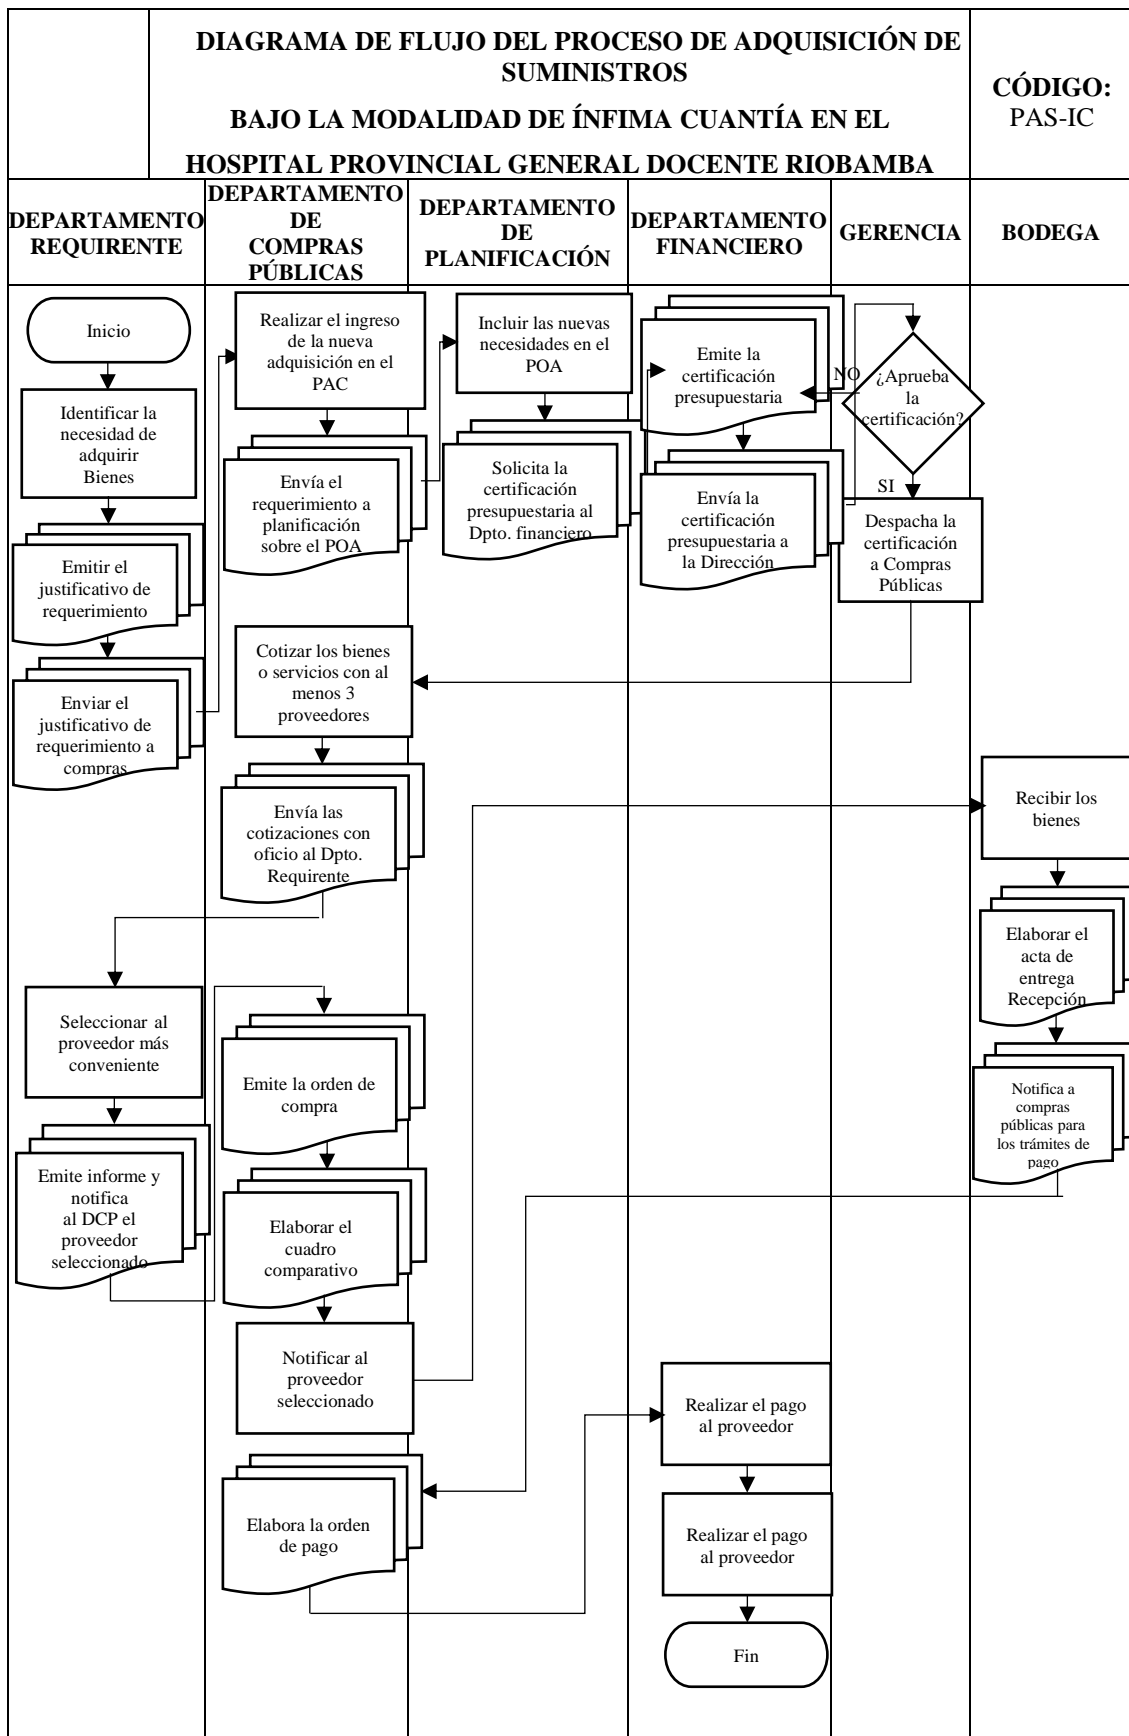 DIAGRAMA DE FLUJO DEL PROCESO DE ADQUISICIÓN DE
SUMINISTROS
BAJO LA MODALIDAD DE ÍNFIMA CUANTÍA EN EL
HOSPITAL PROVINCIAL GENERAL DOCENTE RIOBAMBA
CÓDIGO:
PAS-IC
DEPARTAMENTO
REQUIRENTE
DEPARTAMENTO
DE
COMPRAS
PÚBLICAS
DEPARTAMENTO
DE
PLANIFICACIÓN
DEPARTAMENTO
FINANCIERO
GERENCIA
BODEGA
Inicio
Identificar la
necesidad de
adquirir
Bienes
Emitir el
justificativo de
requerimiento
Enviar el
justificativo de
requerimiento a
compras
Realizar el ingreso
de la nueva
adquisición en el
PAC
Envía el
requerimiento a
planificación
sobre el POA
Incluir las nuevas
necesidades en el
POA
Solicita la
certificación
presupuestaria al
Dpto. financiero
Emite la
certificación
presupuestaria
Envía la
certificación
presupuestaria a
la Dirección
NO
¿Aprueba
la
certificación?
SI
Despacha la
certificación
a Compras
Públicas
Cotizar los bienes
o servicios con al
menos 3
proveedores
Envía las
cotizaciones con
oficio al Dpto.
Requirente
Seleccionar al
proveedor más
conveniente
Emite informe y
notifica
al DCP el
proveedor
seleccionado
Emite la orden de
compra
Elaborar el
cuadro
comparativo
Notificar al
proveedor
seleccionado
Recibir los
bienes
Elaborar el
acta de
entrega
Recepción
Notifica a
compras
públicas para
los trámites de
pago
Elabora la orden
de pago
Realizar el pago
al proveedor
Realizar el pago
al proveedor
Fin